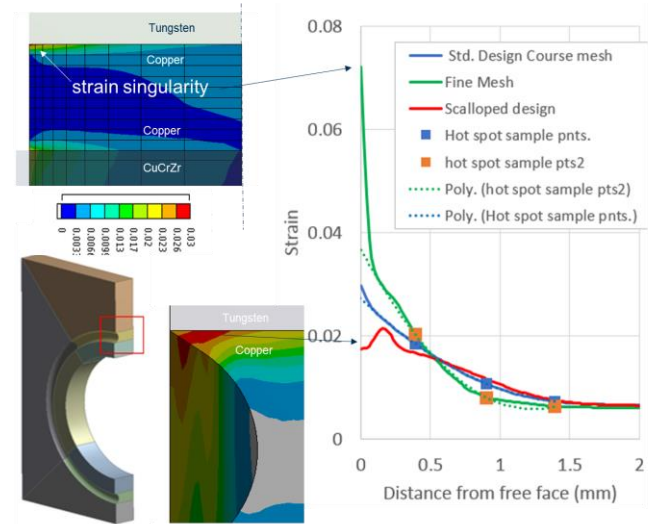 Tungsten
Copper
strain singularity
Copper
CuCrZr
0
0.0033
0.0066
0.0099
0.013
0.017
0.02
0.023
0.026
0.03
Tungsten
Copper
0.08
0.06
0.04
0.02
0
Strain
Std. Design Course mesh
Fine Mesh
Scalloped design
Hot spot sample pnts.
hot spot sample pts2
Poly. (hot spot sample pts2)
Poly. (Hot spot sample pnts.)
0
0.5
1
1.5
2
Distance from free face (mm)